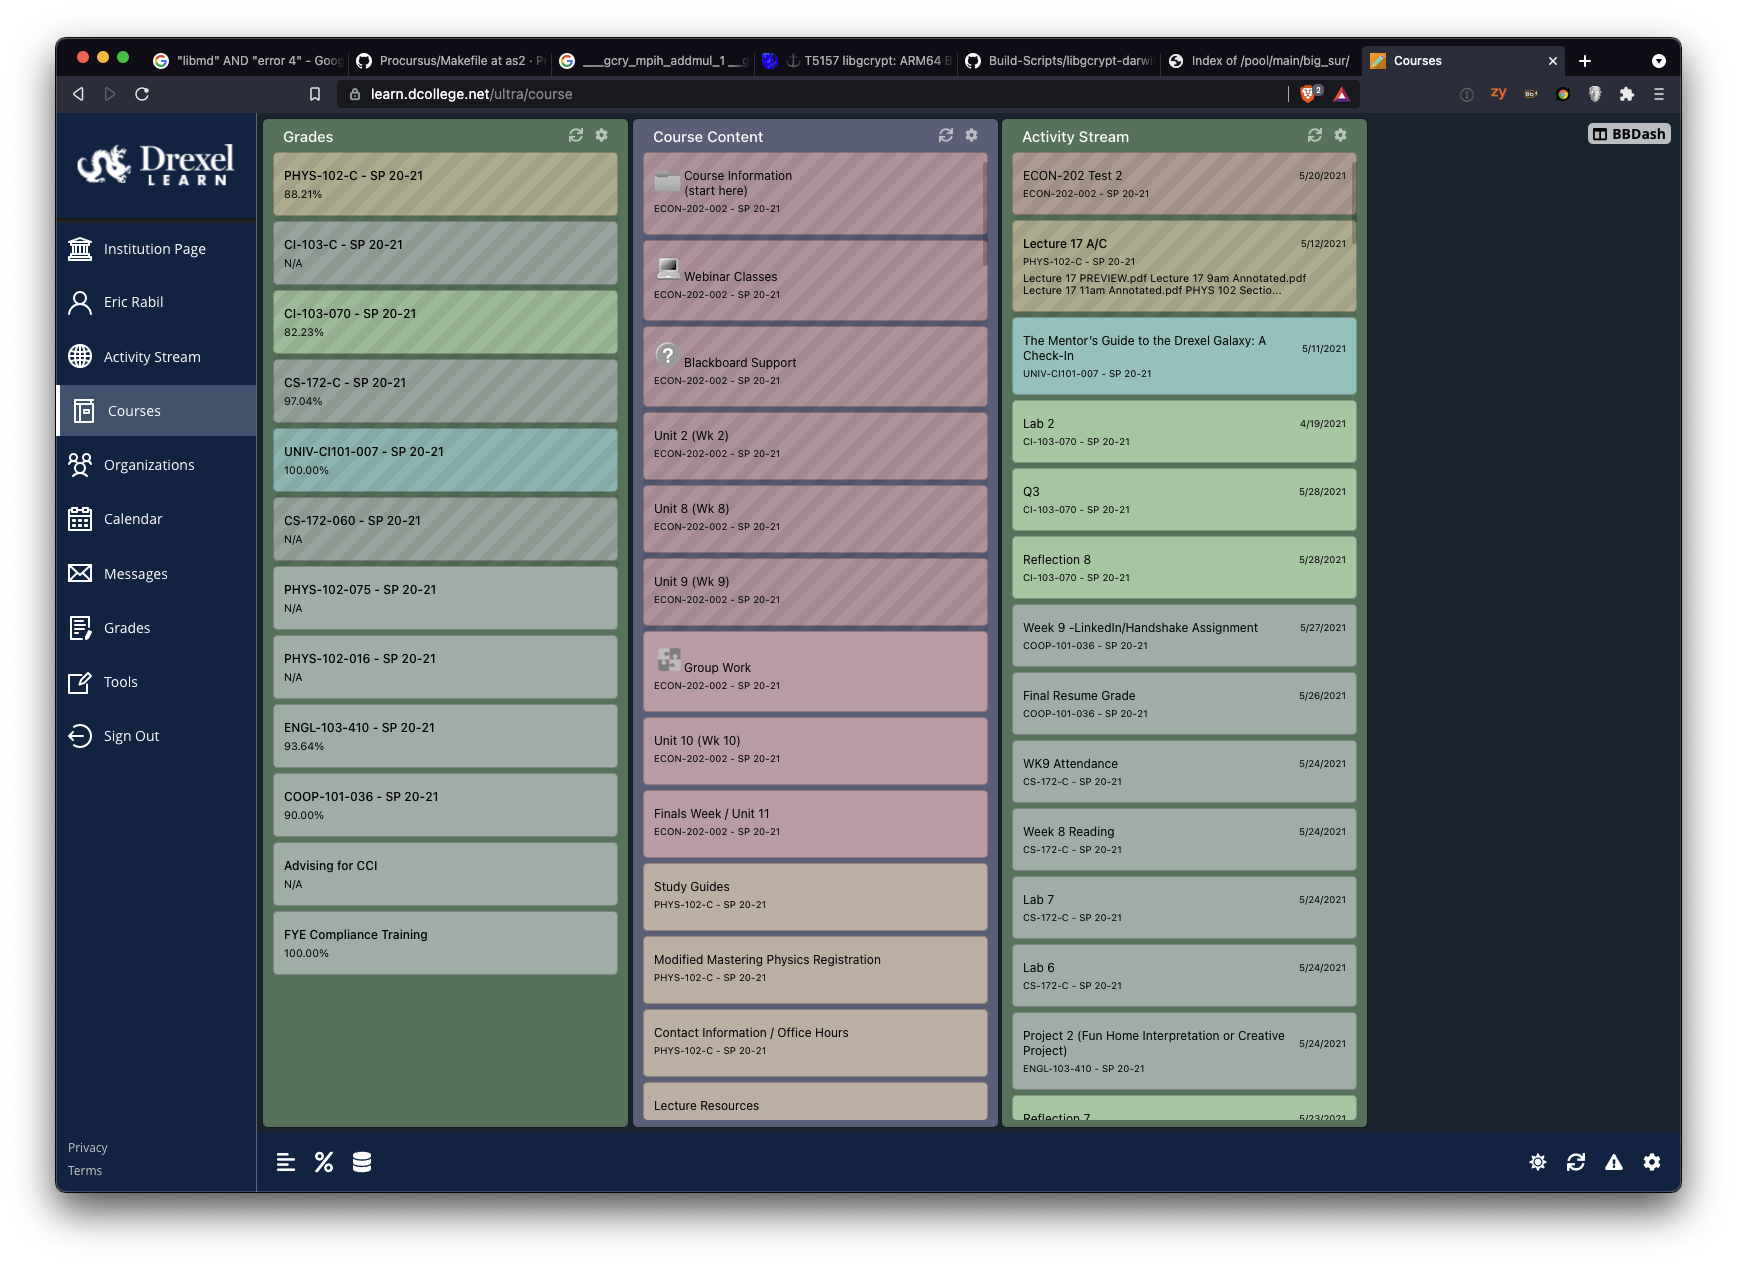 "libmd" AND "error 4" - Goog
Procursus/Makefile at as2 · Pr
___gcry_mpih_addmul_1 __g
T5157 libgcrypt: ARM64 B
Build-Scripts/libgcrypt-darwi
Index of /pool/main/big_sur/
Courses
learn.dcollege.net/ultra/course
2
zy
Bb
BBDash
Drexel
LEARN
Institution Page
Eric Rabil
Activity Stream
Courses
Organizations
Calendar
Messages
Grades
Tools
Sign Out
Privacy
Terms
Grades
PHYS-102-C - SP 20-21
88.21%
CI-103-C - SP 20-21
N/A
CI-103-070 - SP 20-21
82.23%
CS-172-C - SP 20-21
97.04%
UNIV-CI101-007 - SP 20-21
100.00%
CS-172-060 - SP 20-21
N/A
PHYS-102-075 - SP 20-21
N/A
PHYS-102-016 - SP 20-21
N/A
ENGL-103-410 - SP 20-21
93.64%
COOP-101-036 - SP 20-21
90.00%
Advising for CCI
N/A
FYE Compliance Training
100.00%
Course Content
Course Information
(start here)
ECON-202-002 - SP 20-21
Webinar Classes
ECON-202-002 - SP 20-21
Blackboard Support
ECON-202-002 - SP 20-21
Unit 2 (Wk 2)
ECON-202-002 - SP 20-21
Unit 8 (Wk 8)
ECON-202-002 - SP 20-21
Unit 9 (Wk 9)
ECON-202-002 - SP 20-21
Group Work
ECON-202-002 - SP 20-21
Unit 10 (Wk 10)
ECON-202-002 - SP 20-21
Finals Week / Unit 11
ECON-202-002 - SP 20-21
Study Guides
PHYS-102-C - SP 20-21
Modified Mastering Physics Registration
PHYS-102-C - SP 20-21
Contact Information / Office Hours
PHYS-102-C - SP 20-21
Lecture Resources
Activity Stream
ECON-202 Test 2 5/20/2021
ECON-202-002 - SP 20-21
Lecture 17 A/C 5/12/2021
PHYS-102-C - SP 20-21
Lecture 17 PREVIEW.pdf Lecture 17 9am Annotated.pdf
Lecture 17 11am Annotated.pdf PHYS 102 Sectio...
The Mentor's Guide to the Drexel Galaxy: A
Check-In 5/11/2021
UNIV-CI101-007 - SP 20-21
Lab 2 4/19/2021
CI-103-070 - SP 20-21
Q3 5/28/2021
CI-103-070 - SP 20-21
Reflection 8 5/28/2021
CI-103-070 - SP 20-21
Week 9 -LinkedIn/Handshake Assignment 5/27/2021
COOP-101-036 - SP 20-21
Final Resume Grade 5/26/2021
COOP-101-036 - SP 20-21
WK9 Attendance 5/24/2021
CS-172-C - SP 20-21
Week 8 Reading 5/24/2021
CS-172-C - SP 20-21
Lab 7 5/24/2021
CS-172-C - SP 20-21
Lab 6 5/24/2021
CS-172-C - SP 20-21
Project 2 (Fun Home Interpretation or Creative
Project) 5/24/2021
ENGL-103-410 - SP 20-21
Reflection 7 5/23/2021